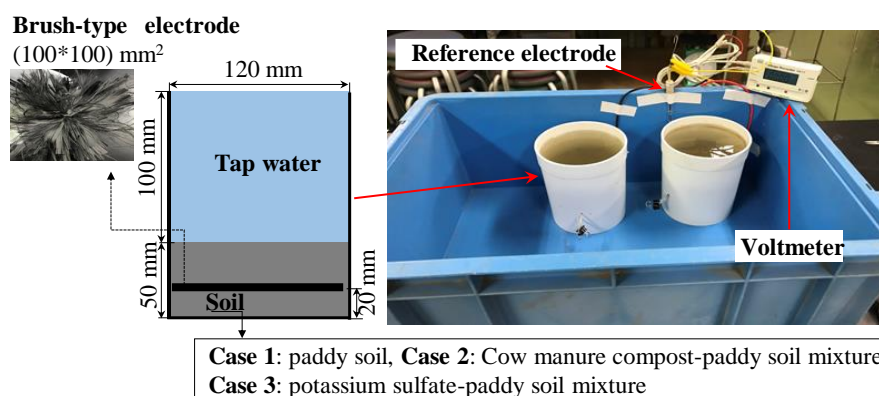 Brush-type electrode
(100*100) mm²
120 mm
Reference electrode
100 mm
Tap water
Voltmeter
50 mm
Soil
20 mm
Case 1: paddy soil, Case 2: Cow manure compost-paddy soil mixture
Case 3: potassium sulfate-paddy soil mixture